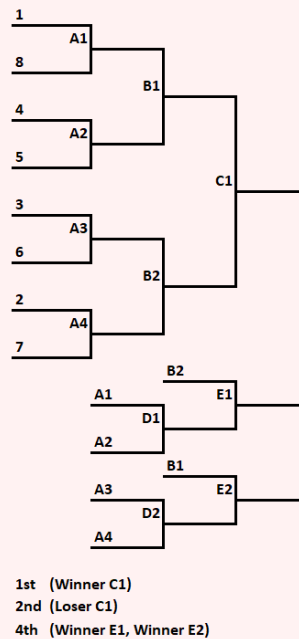 1
A1
8
B1
4
A2
5
C1
3
A3
6
B2
2
A4
7
B2
E1
A1
D1
A2
B1
E2
A3
D2
A4
1st (Winner C1)
2nd (Loser C1)
4th (Winner E1, Winner E2)